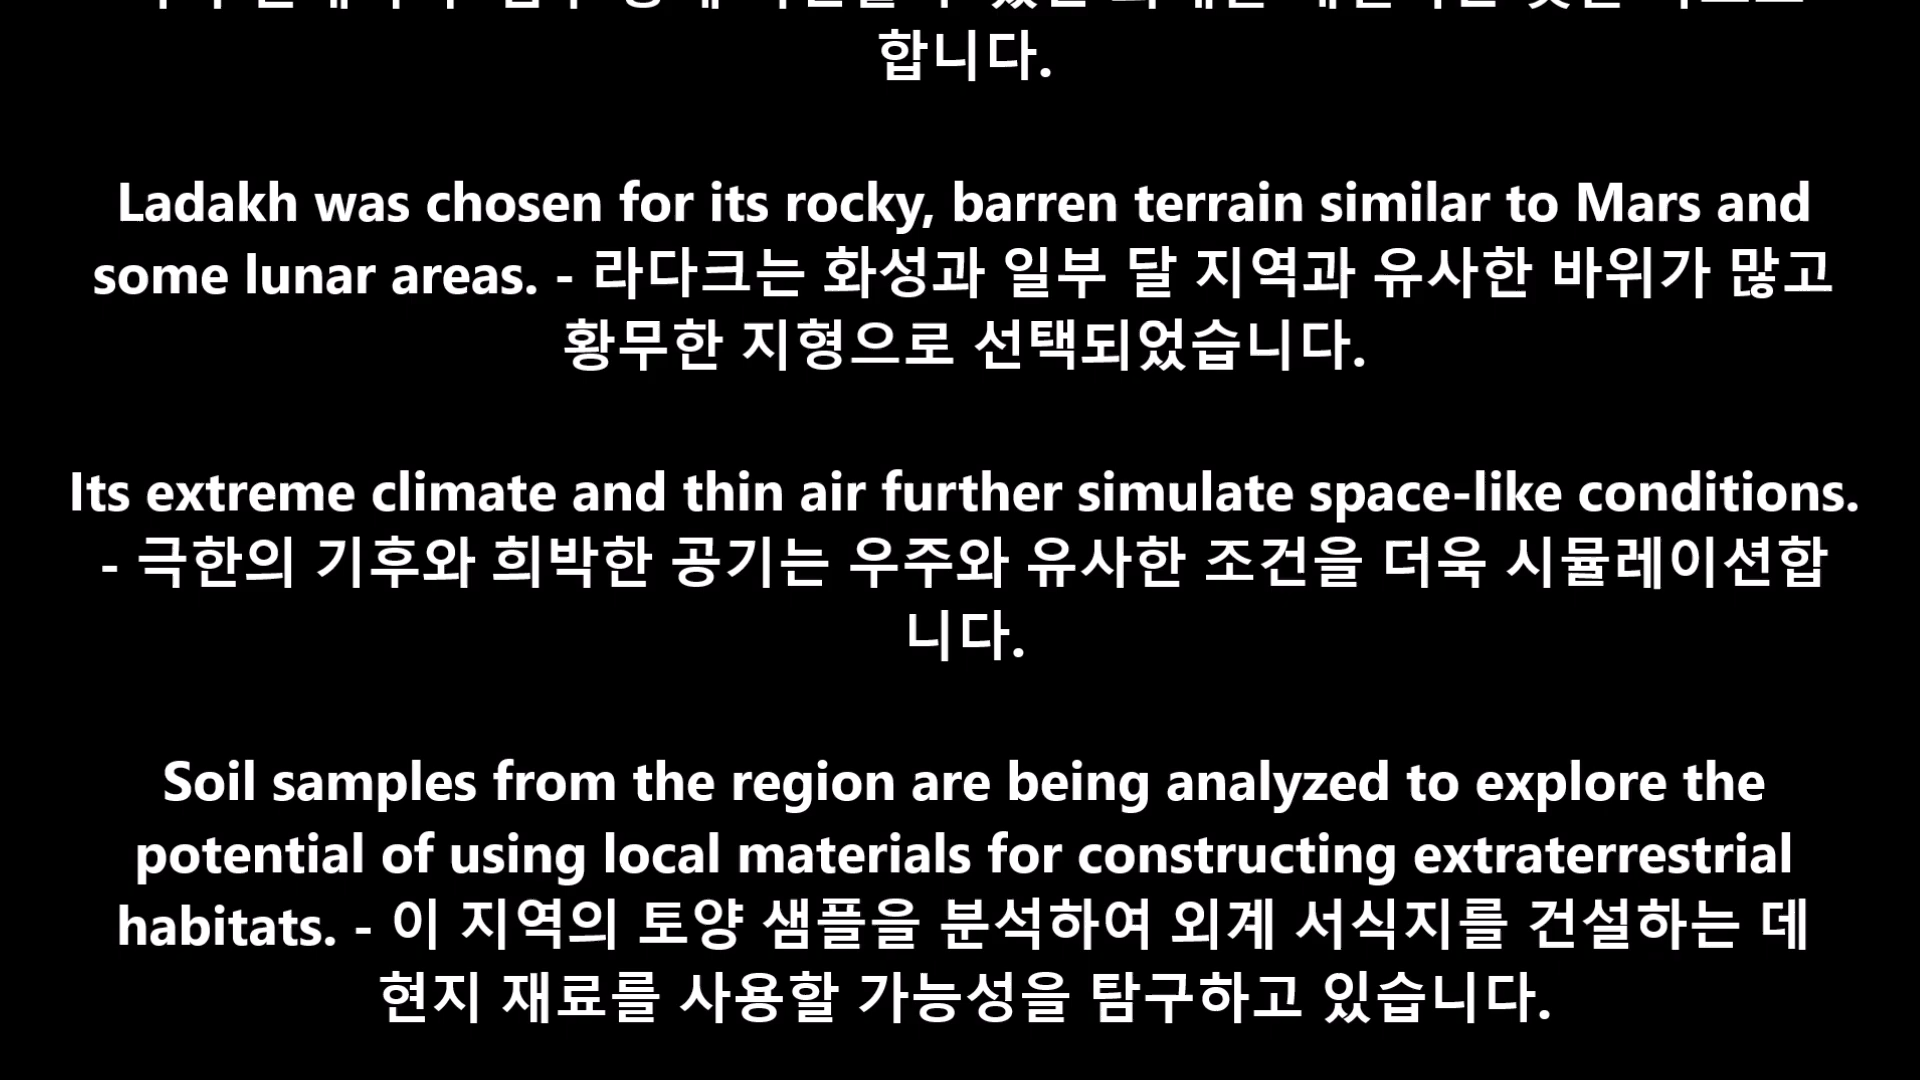 합니다.
Ladakh was chosen for its rocky, barren terrain similar to Mars and
some lunar areas. - 라다크는 화성과 일부 달 지역과 유사한 바위가 많고
황무한 지형으로 선택되었습니다.
Its extreme climate and thin air further simulate space-like conditions.
- 극한의 기후와 희박한 공기는 우주와 유사한 조건을 더욱 시뮬레이션합
니다.
Soil samples from the region are being analyzed to explore the
potential of using local materials for constructing extraterrestrial
habitats. - 이 지역의 토양 샘플을 분석하여 외계 서식지를 건설하는 데
현지 재료를 사용할 가능성을 탐구하고 있습니다.